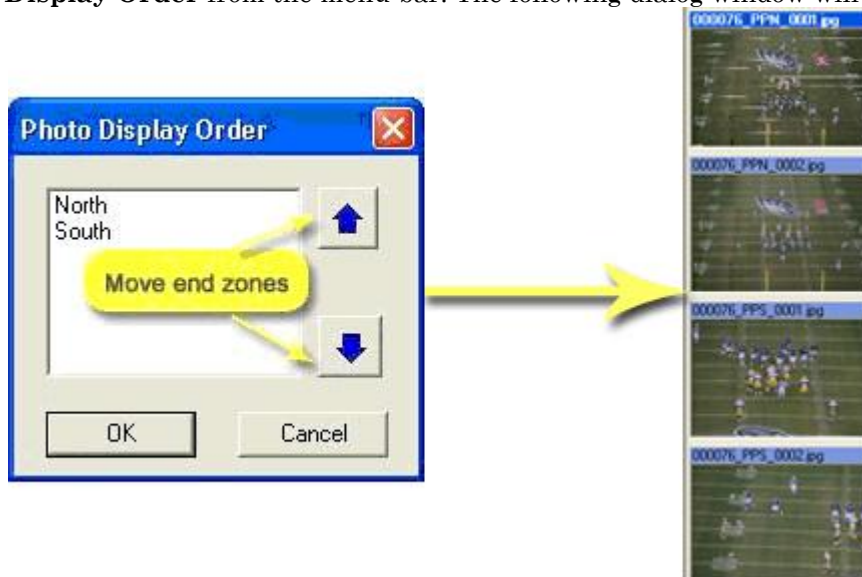 Display Order from the menu bar. The following dialog window will
Photo Display Order
North
South
Move end zones
OK
Cancel
000076_PPN_0001.jpg
000076_PPN_0002.jpg
000076_PPS_0001.jpg
000076_PPS_0002.jpg